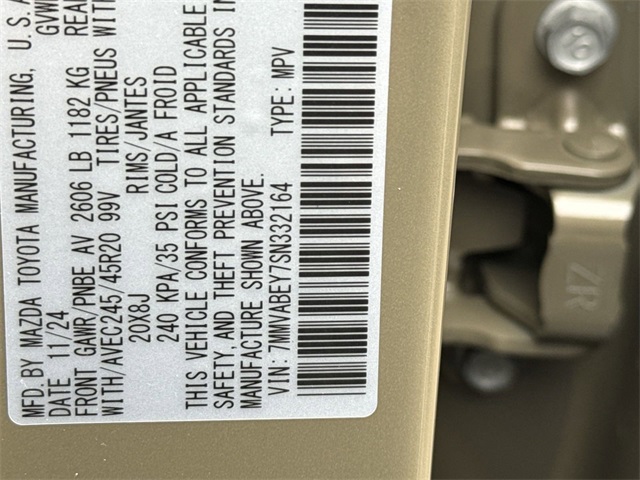 MFD. BY MAZDA TOYOTA MANUFACTURING, U.S.A
DATE 11/24 GVW
FRONT GAWR/PNBE AV 2606 LB 1182 KG REA
WITH/AVEC245/45R20 99V TIRES/PNEUS WITH
20X8J RIMS/JANTES
240 KPA/35 PSI COLD/A FROID
THIS VEHICLE CONFORMS TO ALL APPLICABLE
SAFETY, AND THEFT PREVENTION STANDARDS IN
MANUFACTURE SHOWN ABOVE.
VIN: 7MMVABEY7SN332164 TYPE: MPV
ZR